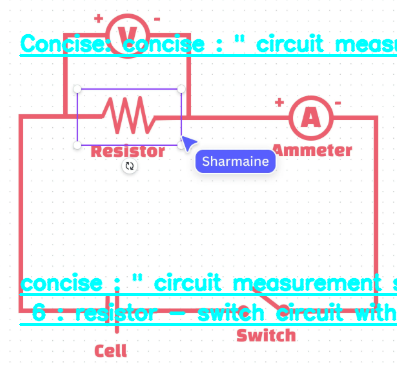 + V -
Concise: concise : " circuit measu
+ A -
Resistor
Ammeter
Sharmaine
concise : " circuit measurement s
6 : resistor – switch circuit with
Switch
Cell